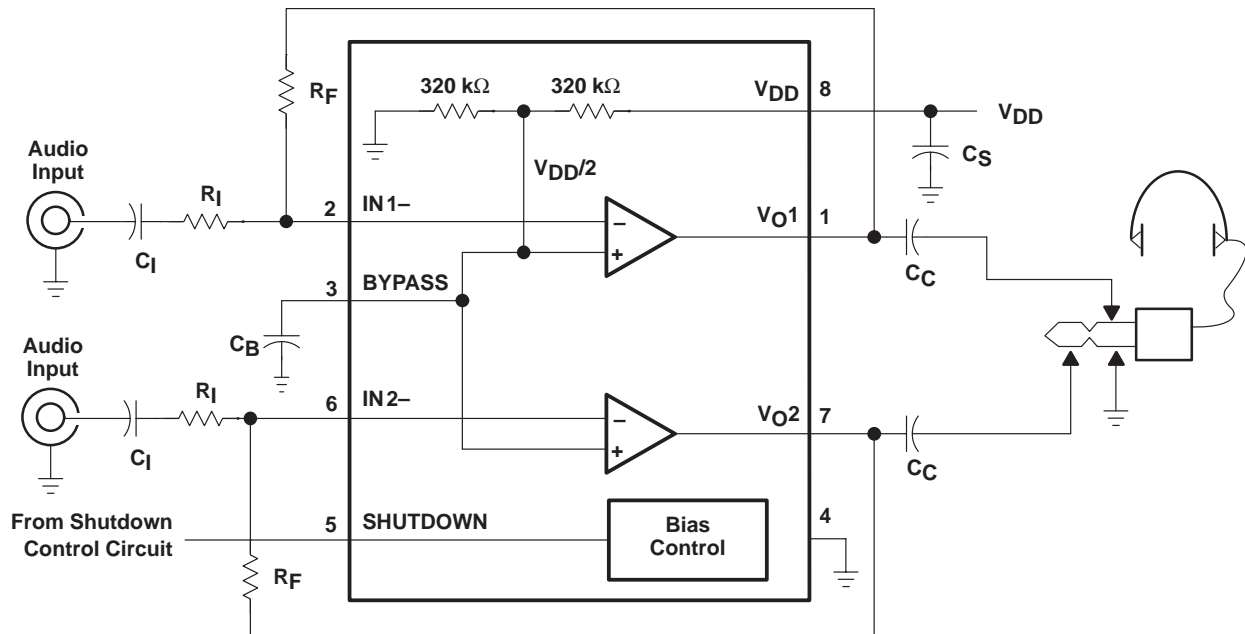 320 kΩ 320 kΩ
VDD 8
VDD
RF
CS
Audio
Input
VDD/2
RI
2 IN1–
VO1 1
–
+
CI
CC
3 BYPASS
CB
Audio
Input
RI
6 IN2–
VO2 7
–
+
CI
CC
From Shutdown
Control Circuit
5 SHUTDOWN
Bias
Control
4
RF